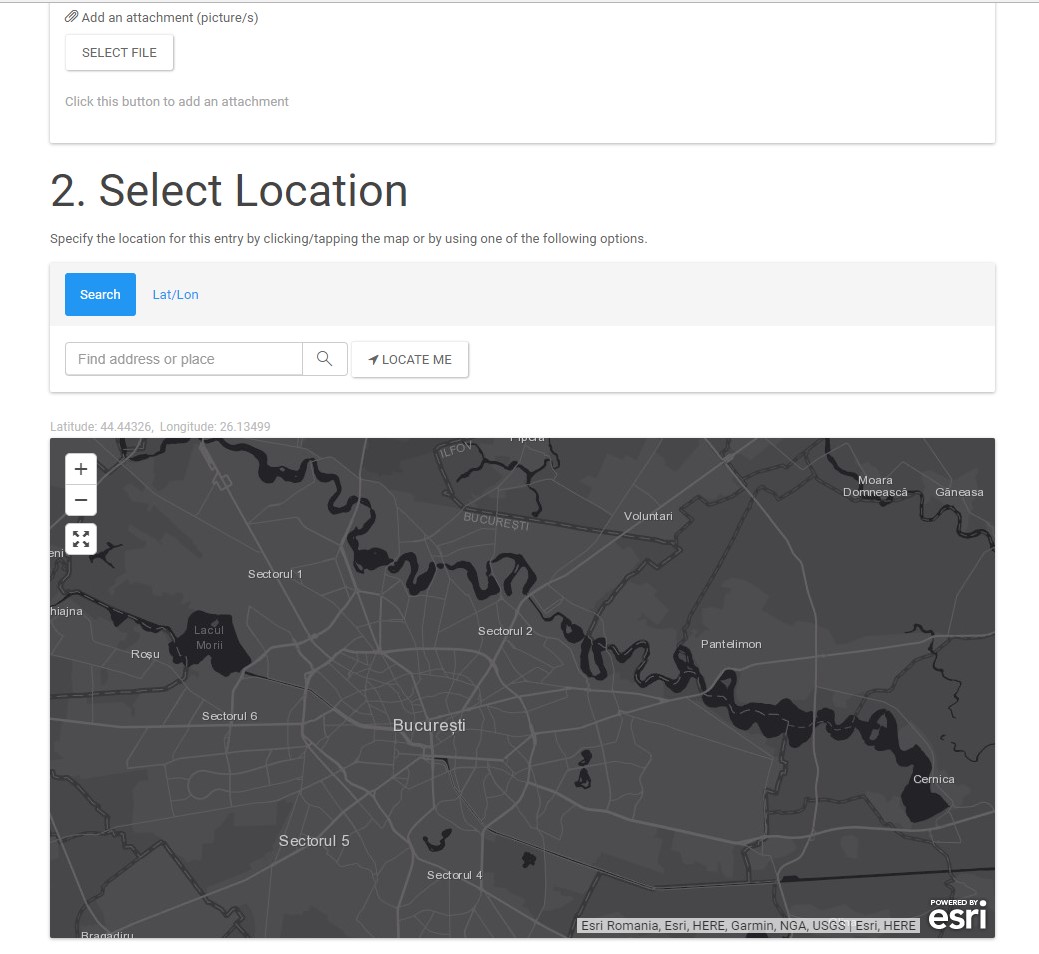 Add an attachment (picture/s)
SELECT FILE
Click this button to add an attachment
2. Select Location
Specify the location for this entry by clicking/tapping the map or by using one of the following options.
Search Lat/Lon
Find address or place LOCATE ME
Latitude: 44.44326, Longitude: 26.13499
+
−
ILFOV
Pipera
BUCUREȘTI
Voluntari
Moara
Domnească
Găneasa
eni
Sectorul 1
hiajna
Lacul
Morii
Roșu
Sectorul 2
Pantelimon
Sectorul 6
București
Cernica
Sectorul 5
Sectorul 4
Bragadiru
POWERED BY
esri
Esri Romania, Esri, HERE, Garmin, NGA, USGS | Esri, HERE